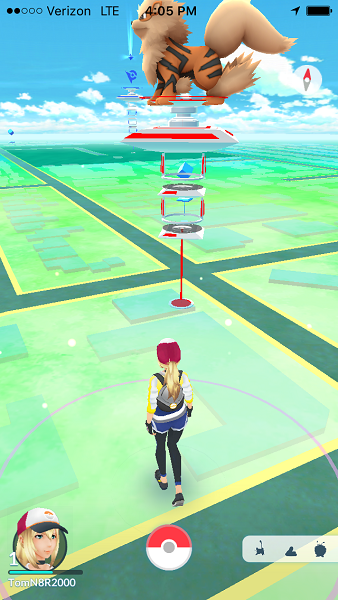 Verizon LTE 4:05 PM
1
TomN8R2000